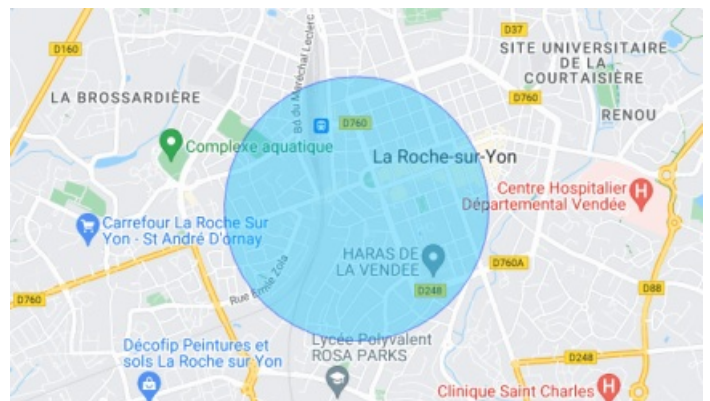 D37
D160
SITE UNIVERSITAIRE
DE LA
COURTAISIÈRE
Bd du Maréchal Leclerc
LA BROSSARDIÈRE
D760
RENOU
Complexe aquatique
La Roche-sur-Yon
Centre Hospitalier
Départemental Vendée
H
Carrefour La Roche Sur
Yon - St André D'ornay
HARAS DE
LA VENDEE
D760A
Rue Emile Zola
D760
D248
D88
Décofip Peintures et
sols La Roche sur Yon
Lycée Polyvalent
ROSA PARKS
D248
Clinique Saint Charles
H